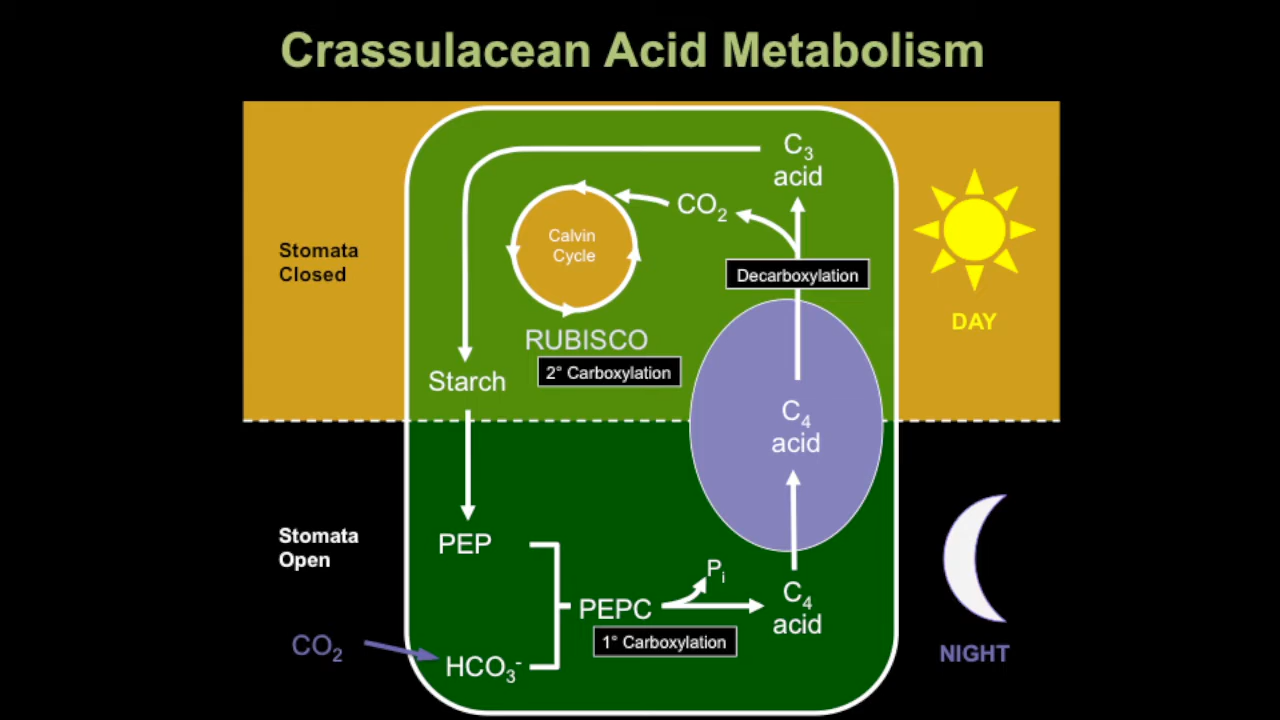 Crassulacean Acid Metabolism
C₃
acid
CO₂
Calvin
Cycle
Stomata
Closed
Decarboxylation
DAY
RUBISCO
2° Carboxylation
Starch
C₄
acid
Stomata
Open
PEP
Pᵢ
PEPC
C₄
acid
1° Carboxylation
CO₂
HCO₃⁻
NIGHT